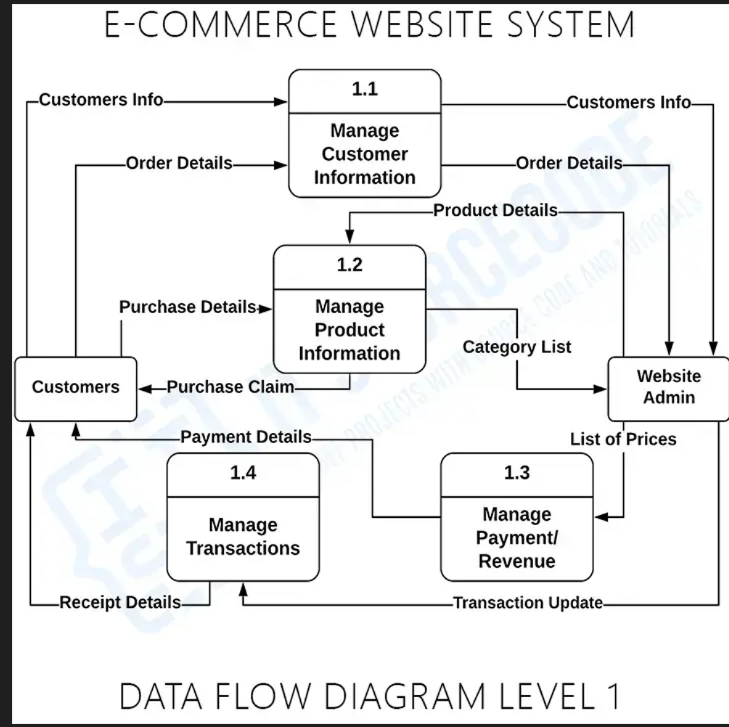 E-COMMERCE WEBSITE SYSTEM
1.1
Customers Info
Customers Info
Manage
Customer
Information
Order Details
Order Details
Product Details
1.2
Purchase Details
Manage
Product
Information
Category List
Customers
Purchase Claim
Website
Admin
Payment Details
List of Prices
1.4
1.3
Manage
Transactions
Manage
Payment/
Revenue
Receipt Details
Transaction Update
DATA FLOW DIAGRAM LEVEL 1